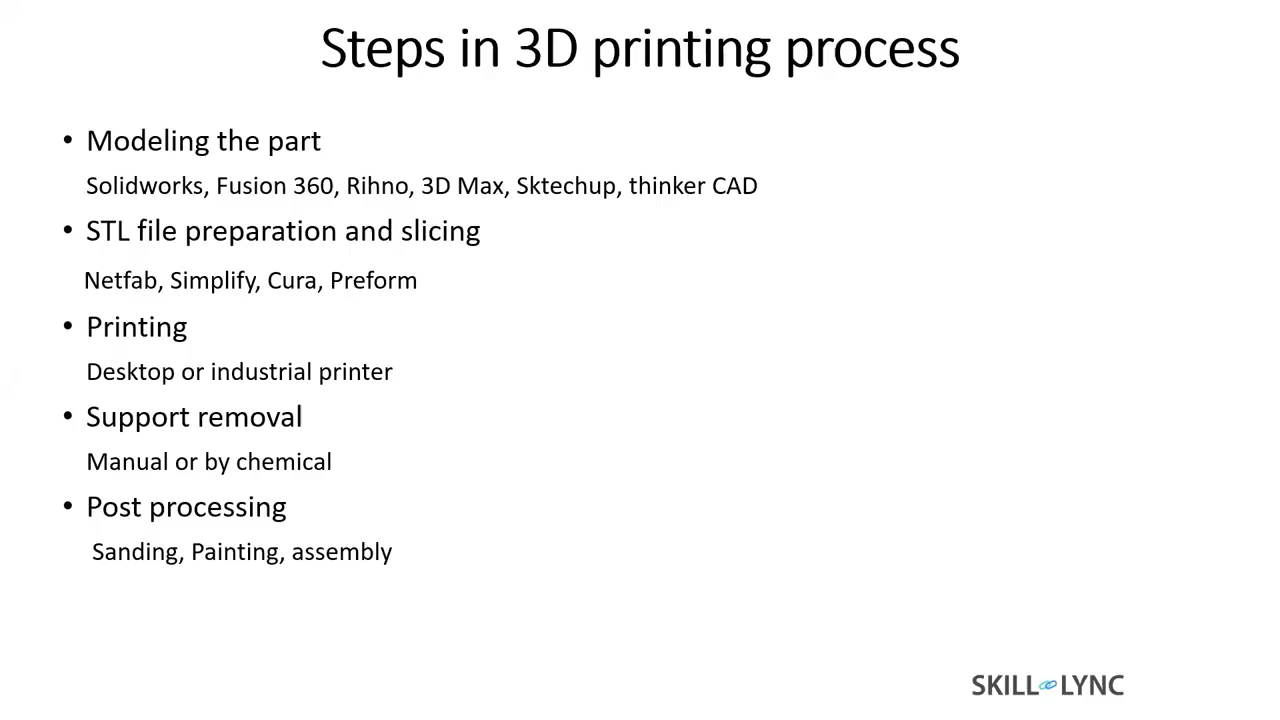 Steps in 3D printing process
• Modeling the part
Solidworks, Fusion 360, Rihno, 3D Max, Sktechup, thinker CAD
• STL file preparation and slicing
Netfab, Simplify, Cura, Preform
• Printing
Desktop or industrial printer
• Support removal
Manual or by chemical
• Post processing
Sanding, Painting, assembly
SKILL LYNC